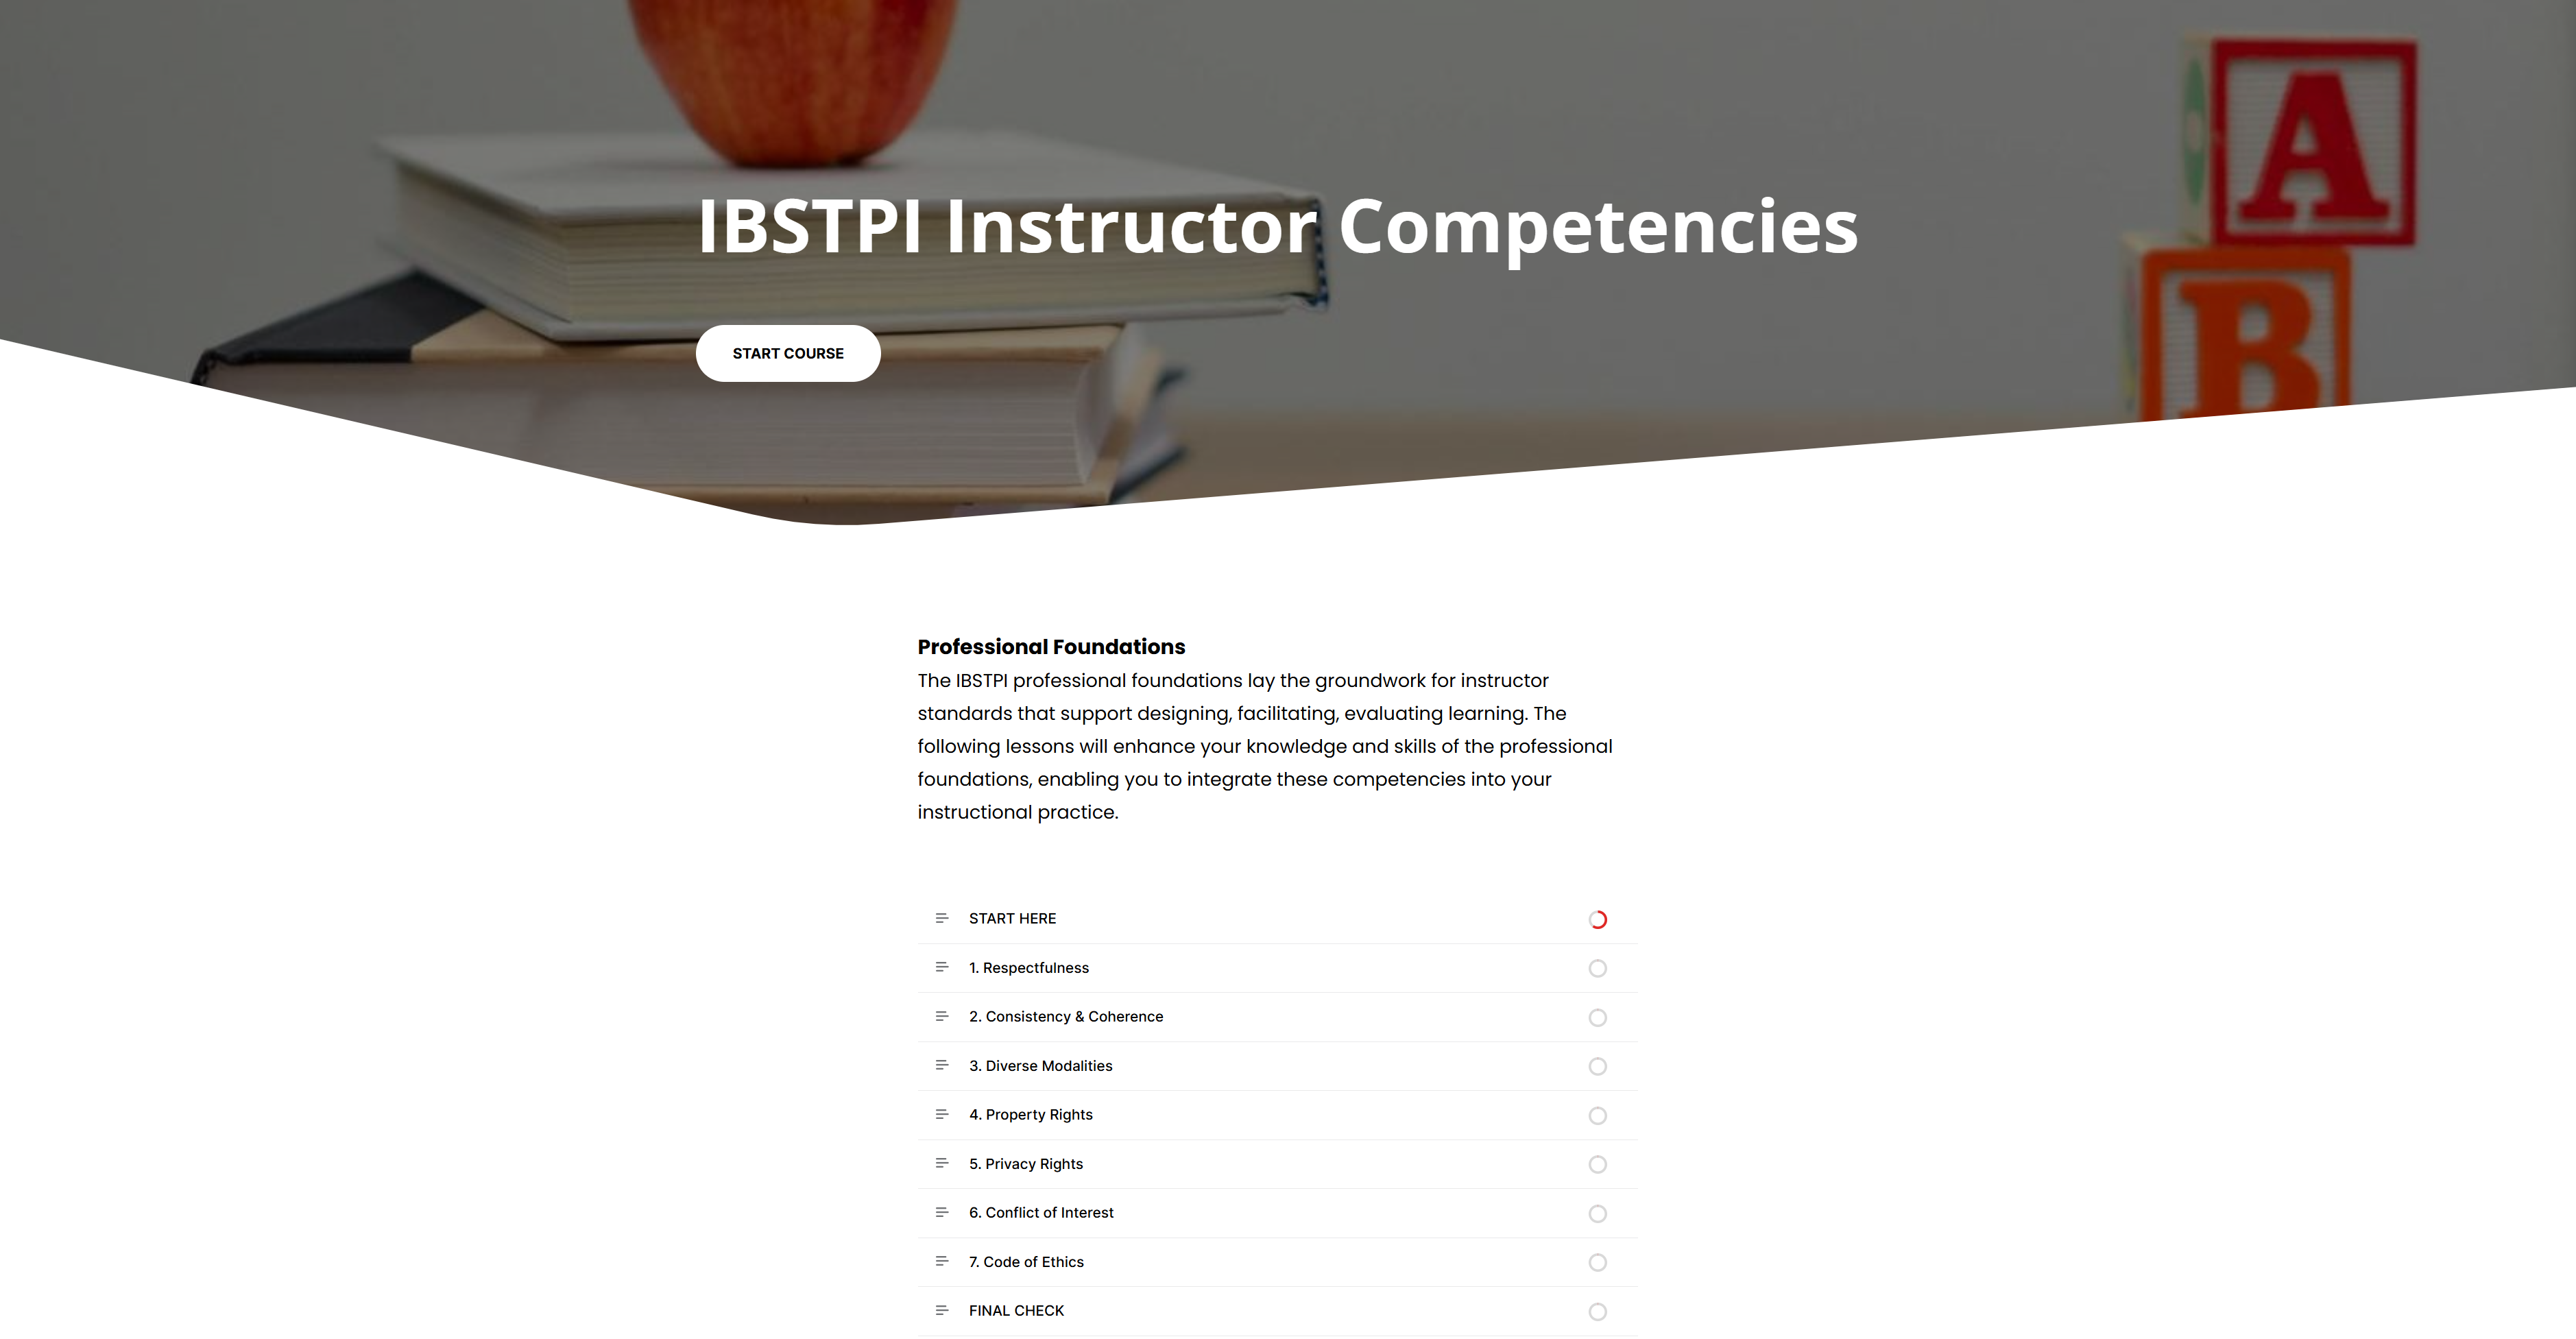 A
IBSTPI Instructor Competencies
B
START COURSE
Professional Foundations
The IBSTPI professional foundations lay the groundwork for instructor
standards that support designing, facilitating, evaluating learning. The
following lessons will enhance your knowledge and skills of the professional
foundations, enabling you to integrate these competencies into your
instructional practice.
START HERE
1. Respectfulness
2. Consistency & Coherence
3. Diverse Modalities
4. Property Rights
5. Privacy Rights
6. Conflict of Interest
7. Code of Ethics
FINAL CHECK